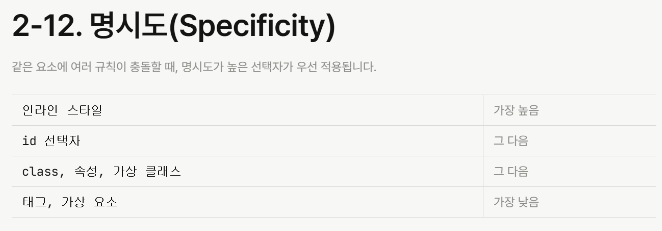 2-12. 명시도(Specificity)
같은 요소에 여러 규칙이 충돌할 때, 명시도가 높은 선택자가 우선 적용됩니다.
인라인 스타일 가장 높음
id 선택자 그 다음
class, 속성, 가상 클래스 그 다음
태그, 가상 요소 가장 낮음